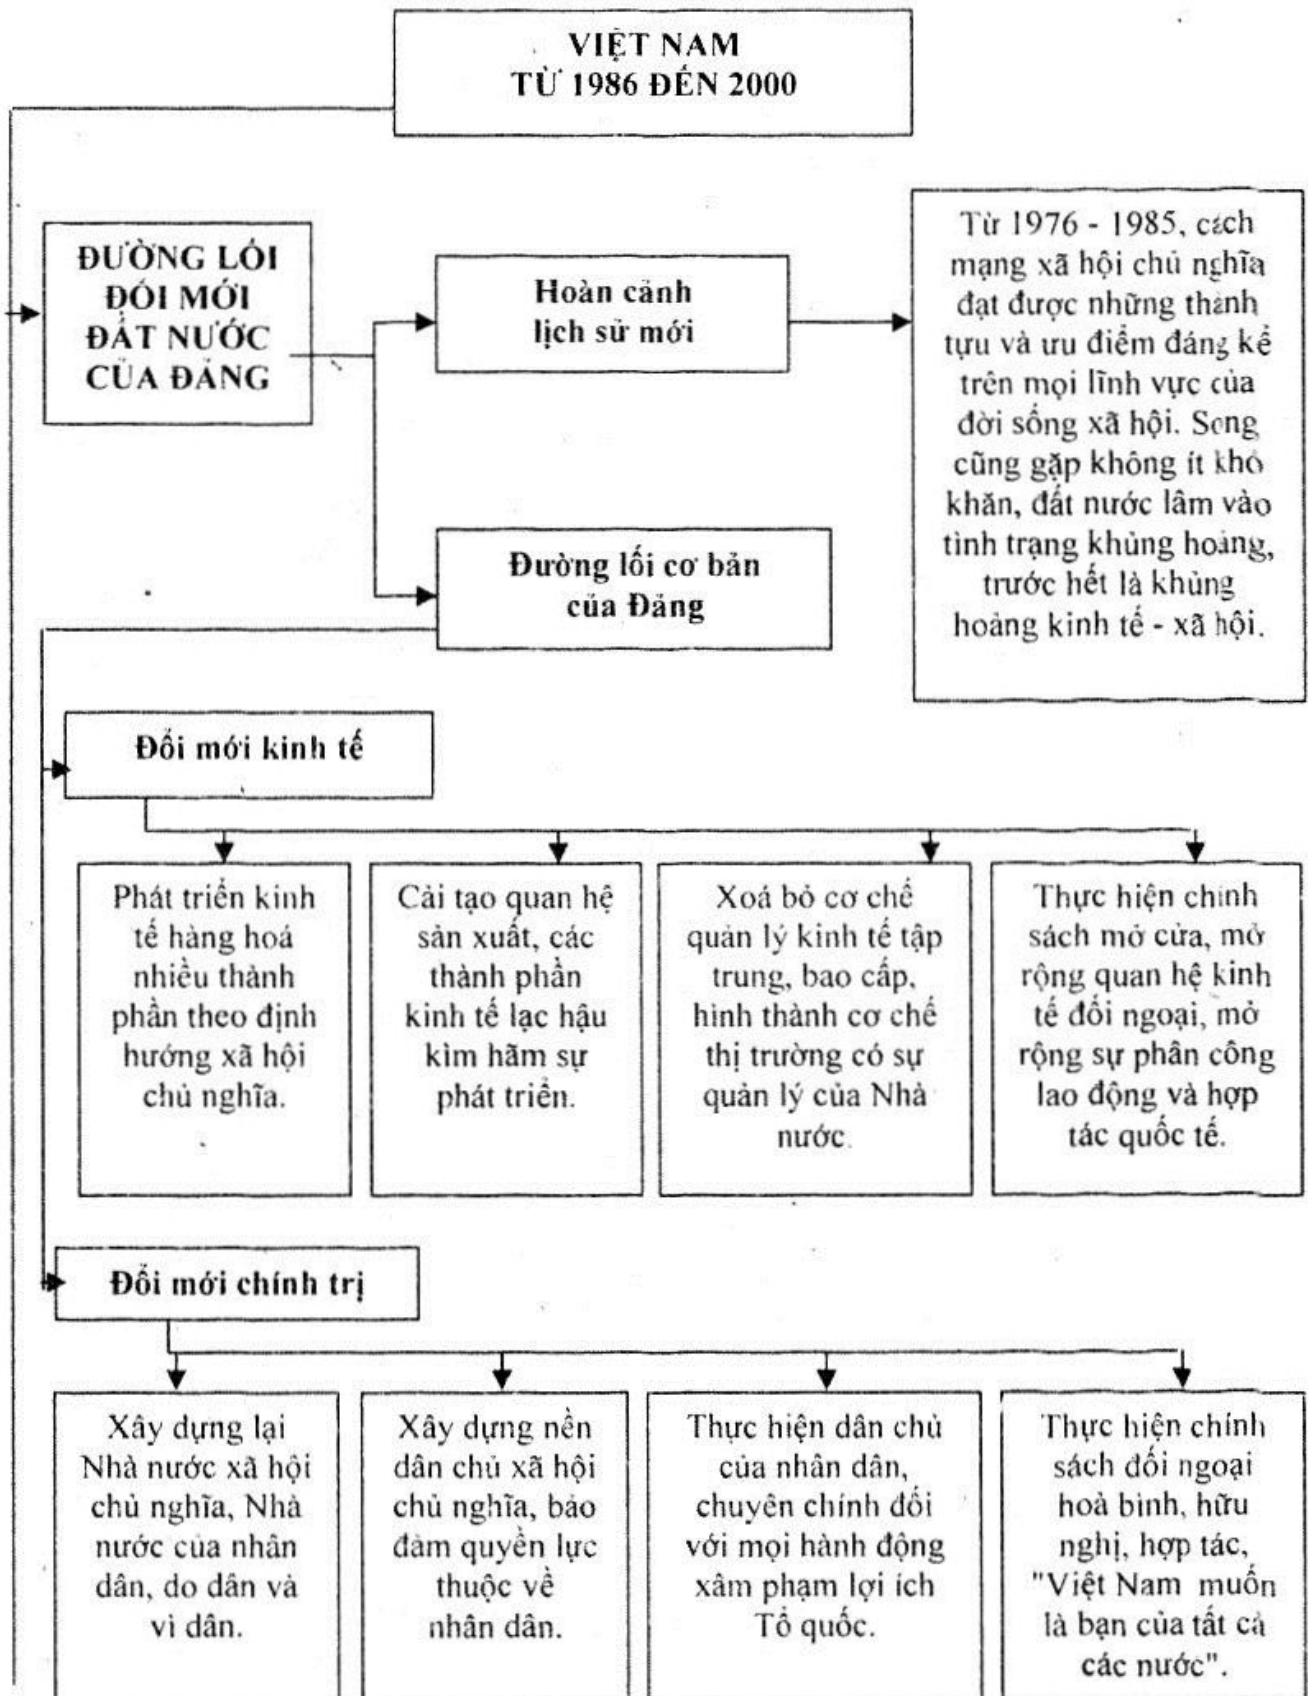 VIỆT NAM
TỪ 1986 ĐẾN 2000
ĐƯỜNG LỐI
ĐỔI MỚI
ĐẤT NƯỚC
CỦA ĐẢNG
Hoàn cảnh
lịch sử mới
Từ 1976 - 1985, cách
mạng xã hội chủ nghĩa
đạt được những thành
tựu và ưu điểm đáng kể
trên mọi lĩnh vực của
đời sống xã hội. Song
cũng gặp không ít khó
khăn, đất nước lâm vào
tình trạng khủng hoảng,
trước hết là khủng
hoảng kinh tế - xã hội.
Đường lối cơ bản
của Đảng
Đổi mới kinh tế
Phát triển kinh
tế hàng hoá
nhiều thành
phần theo định
hướng xã hội
chủ nghĩa.
Cải tạo quan hệ
sản xuất, các
thành phần
kinh tế lạc hậu
kìm hãm sự
phát triển.
Xoá bỏ cơ chế
quản lý kinh tế tập
trung, bao cấp,
hình thành cơ chế
thị trường có sự
quản lý của Nhà
nước.
Thực hiện chính
sách mở cửa, mở
rộng quan hệ kinh
tế đối ngoại, mở
rộng sự phân công
lao động và hợp
tác quốc tế.
Đổi mới chính trị
Xây dựng lại
Nhà nước xã hội
chủ nghĩa, Nhà
nước của nhân
dân, do dân và
vì dân.
Xây dựng nền
dân chủ xã hội
chủ nghĩa, bảo
đảm quyền lực
thuộc về
nhân dân.
Thực hiện dân chủ
của nhân dân,
chuyên chính đối
với mọi hành động
xâm phạm lợi ích
Tổ quốc.
Thực hiện chính
sách đối ngoại
hoà bình, hữu
nghị, hợp tác,
"Việt Nam muốn
là bạn của tất cả
các nước".